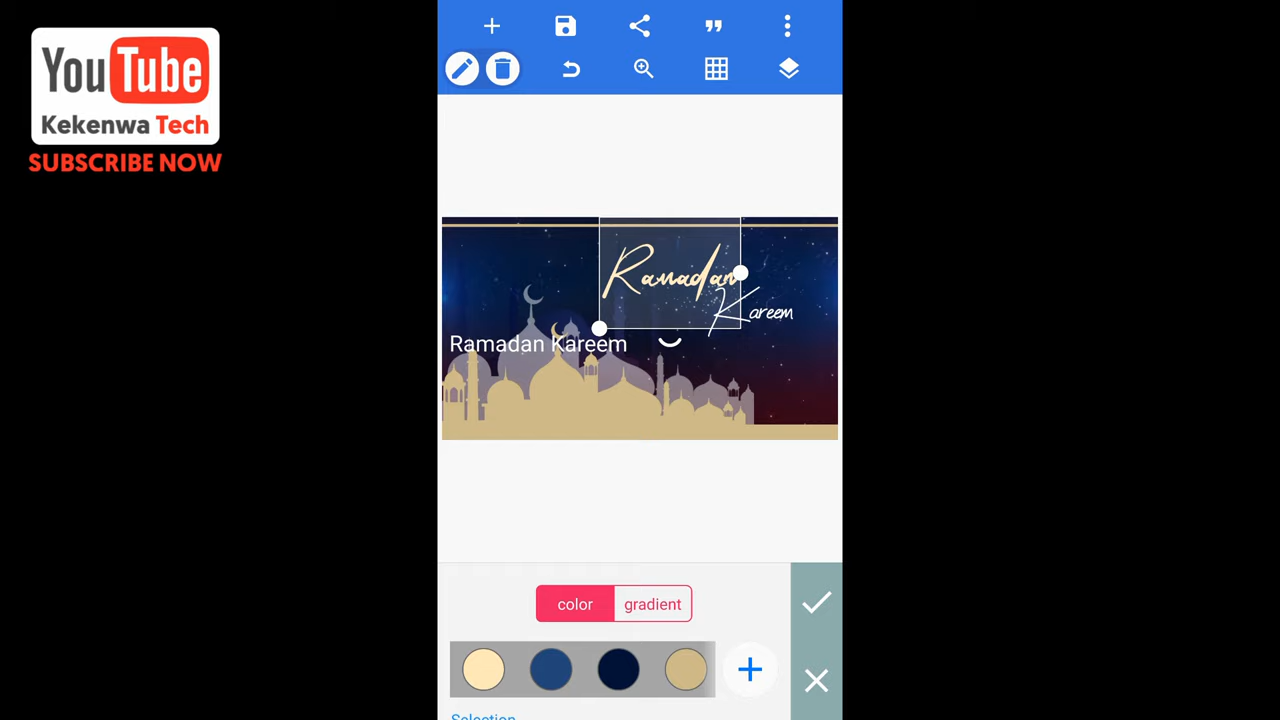 YouTube
Kekenwa Tech
SUBSCRIBE NOW
Ramadan
Kareem
Ramadan Kareem
color
gradient
Selection